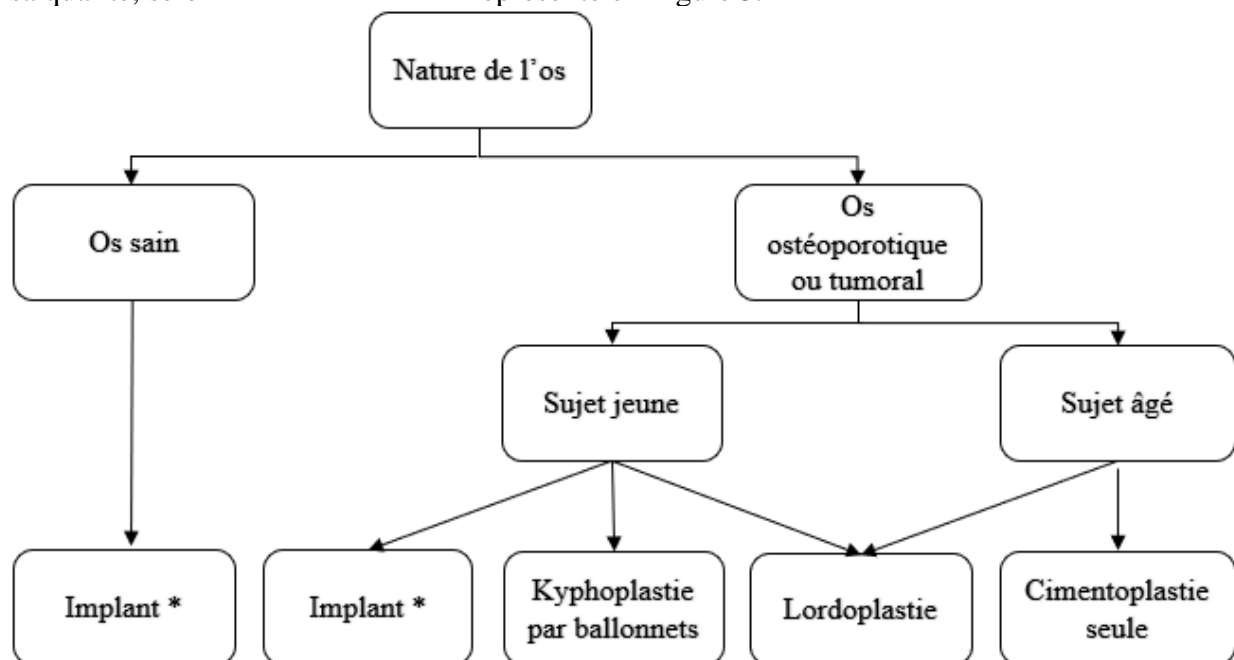 Nature de l'os
Os sain
Os
ostéoporotique
ou tumoral
Sujet jeune
Sujet âgé
Implant *
Implant *
Kyphoplastie
par ballonnets
Lordoplastie
Cimentoplastie
seule